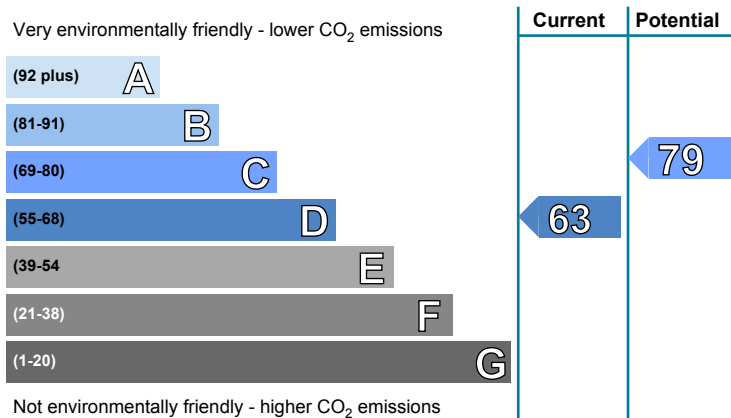 Very environmentally friendly - lower CO₂ emissions
Current
Potential
(92 plus) A
(81-91) B
(69-80) C
79
(55-68) D
63
(39-54 E
(21-38) F
(1-20) G
Not environmentally friendly - higher CO₂ emissions